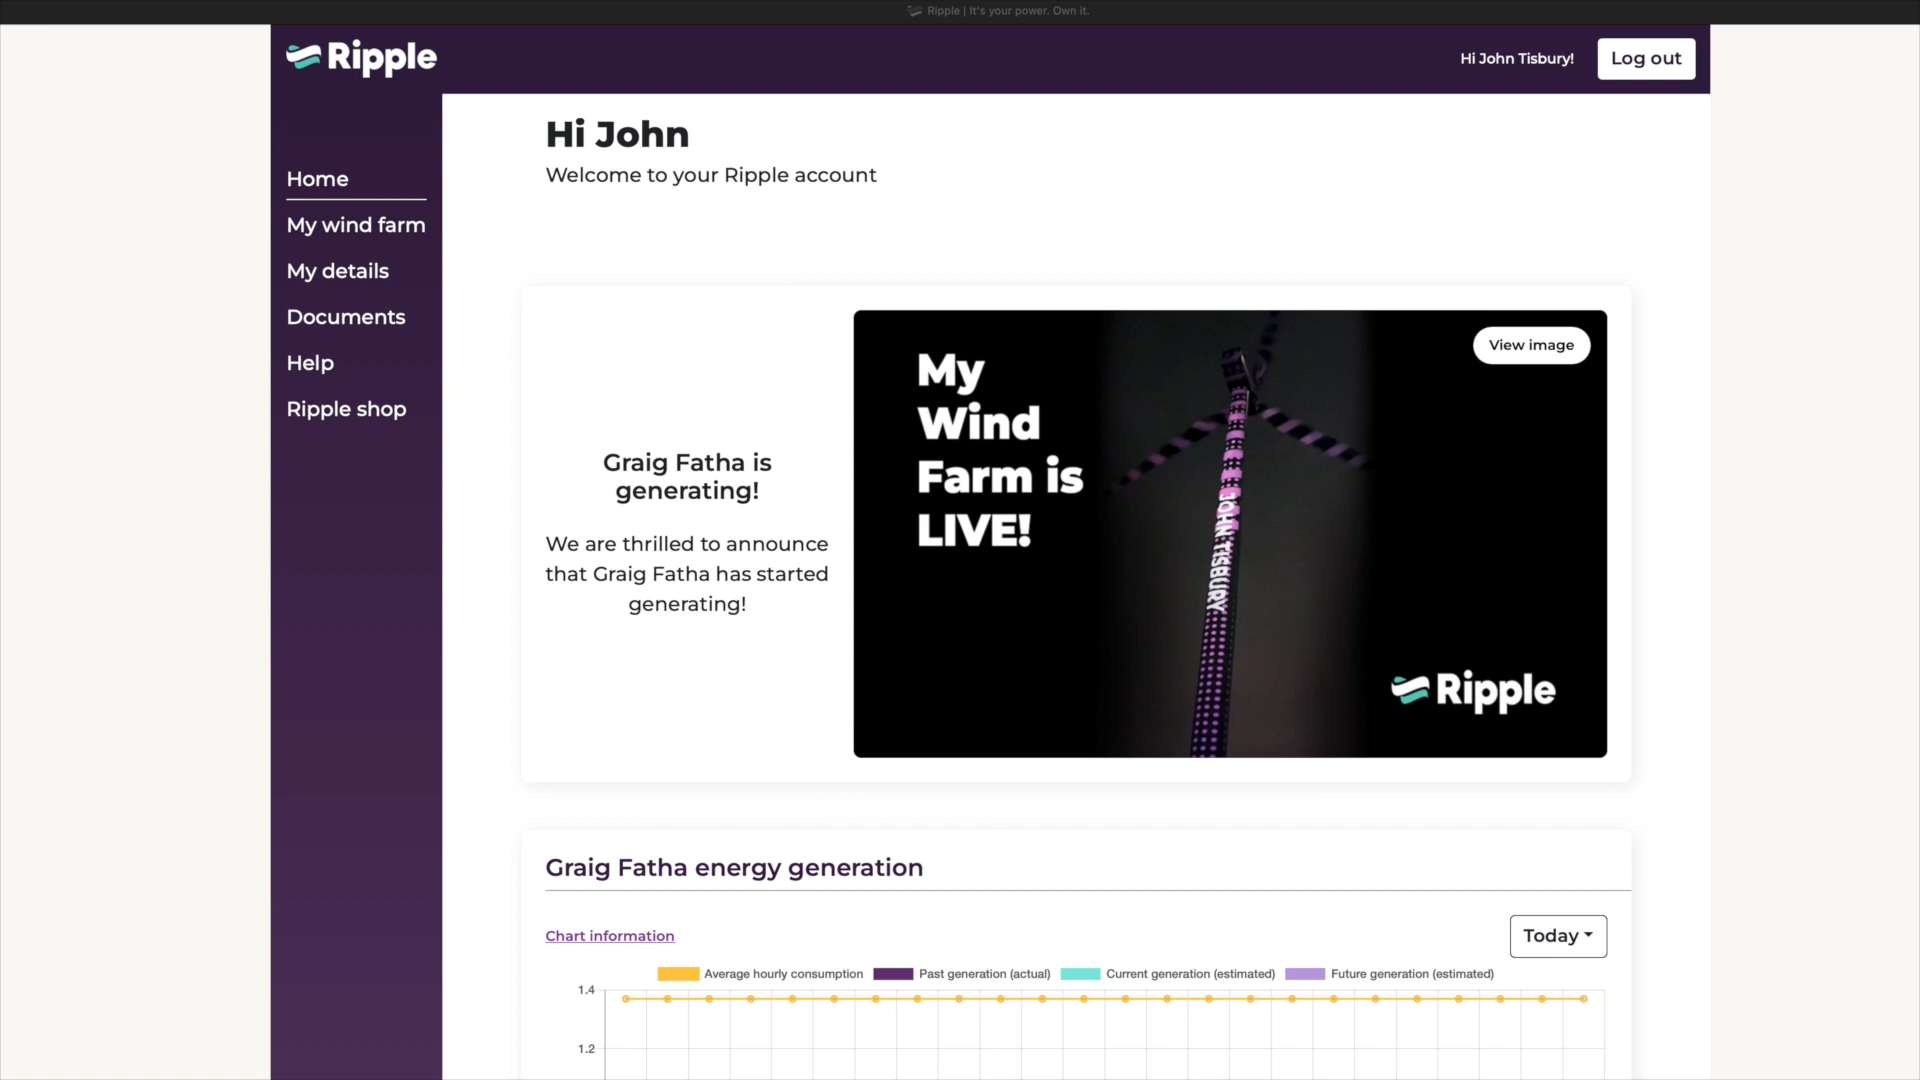 Ripple | It's your power. Own it.
Ripple
Hi John Tisbury!
Log out
Home
My wind farm
My details
Documents
Help
Ripple shop
Hi John
Welcome to your Ripple account
Graig Fatha is
generating!
We are thrilled to announce
that Graig Fatha has started
generating!
My
Wind
Farm is
LIVE!
View image
JOHN TISBURY
Ripple
Graig Fatha energy generation
Chart information
Today
Average hourly consumption
Past generation (actual)
Current generation (estimated)
Future generation (estimated)
1.4
1.2